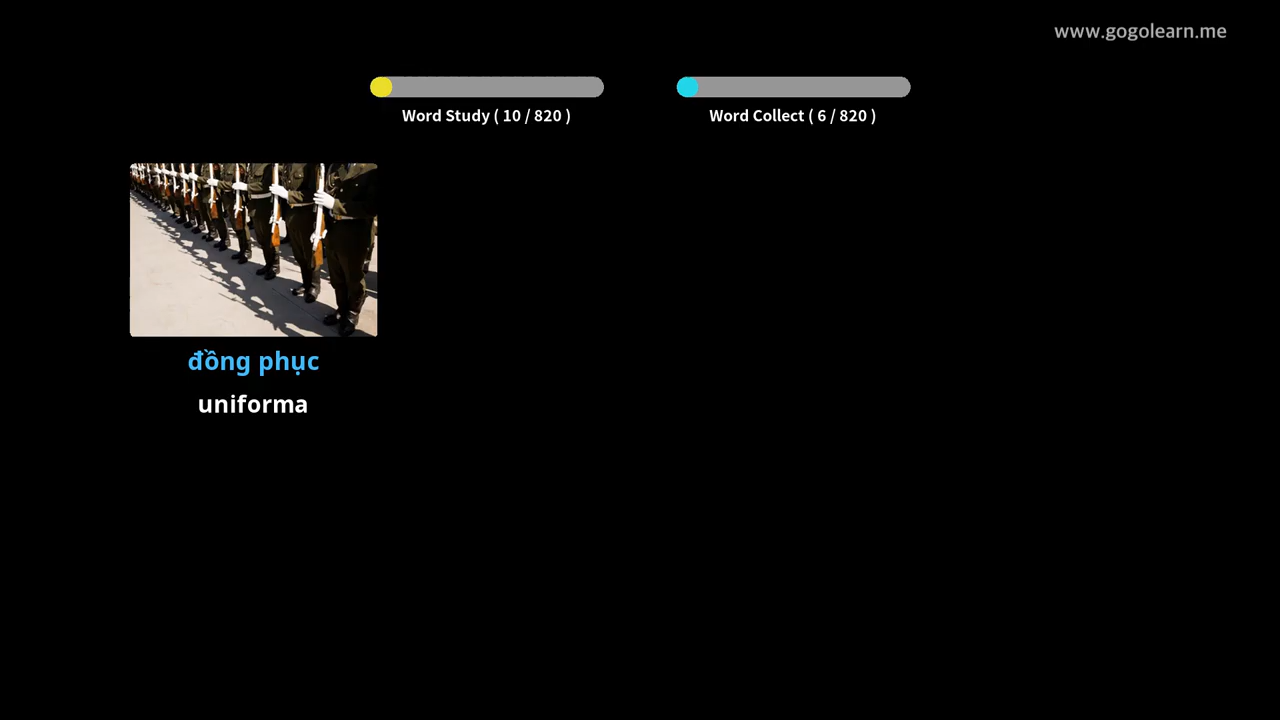 www.gogolearn.me
Word Study ( 10 / 820 )
Word Collect ( 6 / 820 )
đồng phục
uniforma